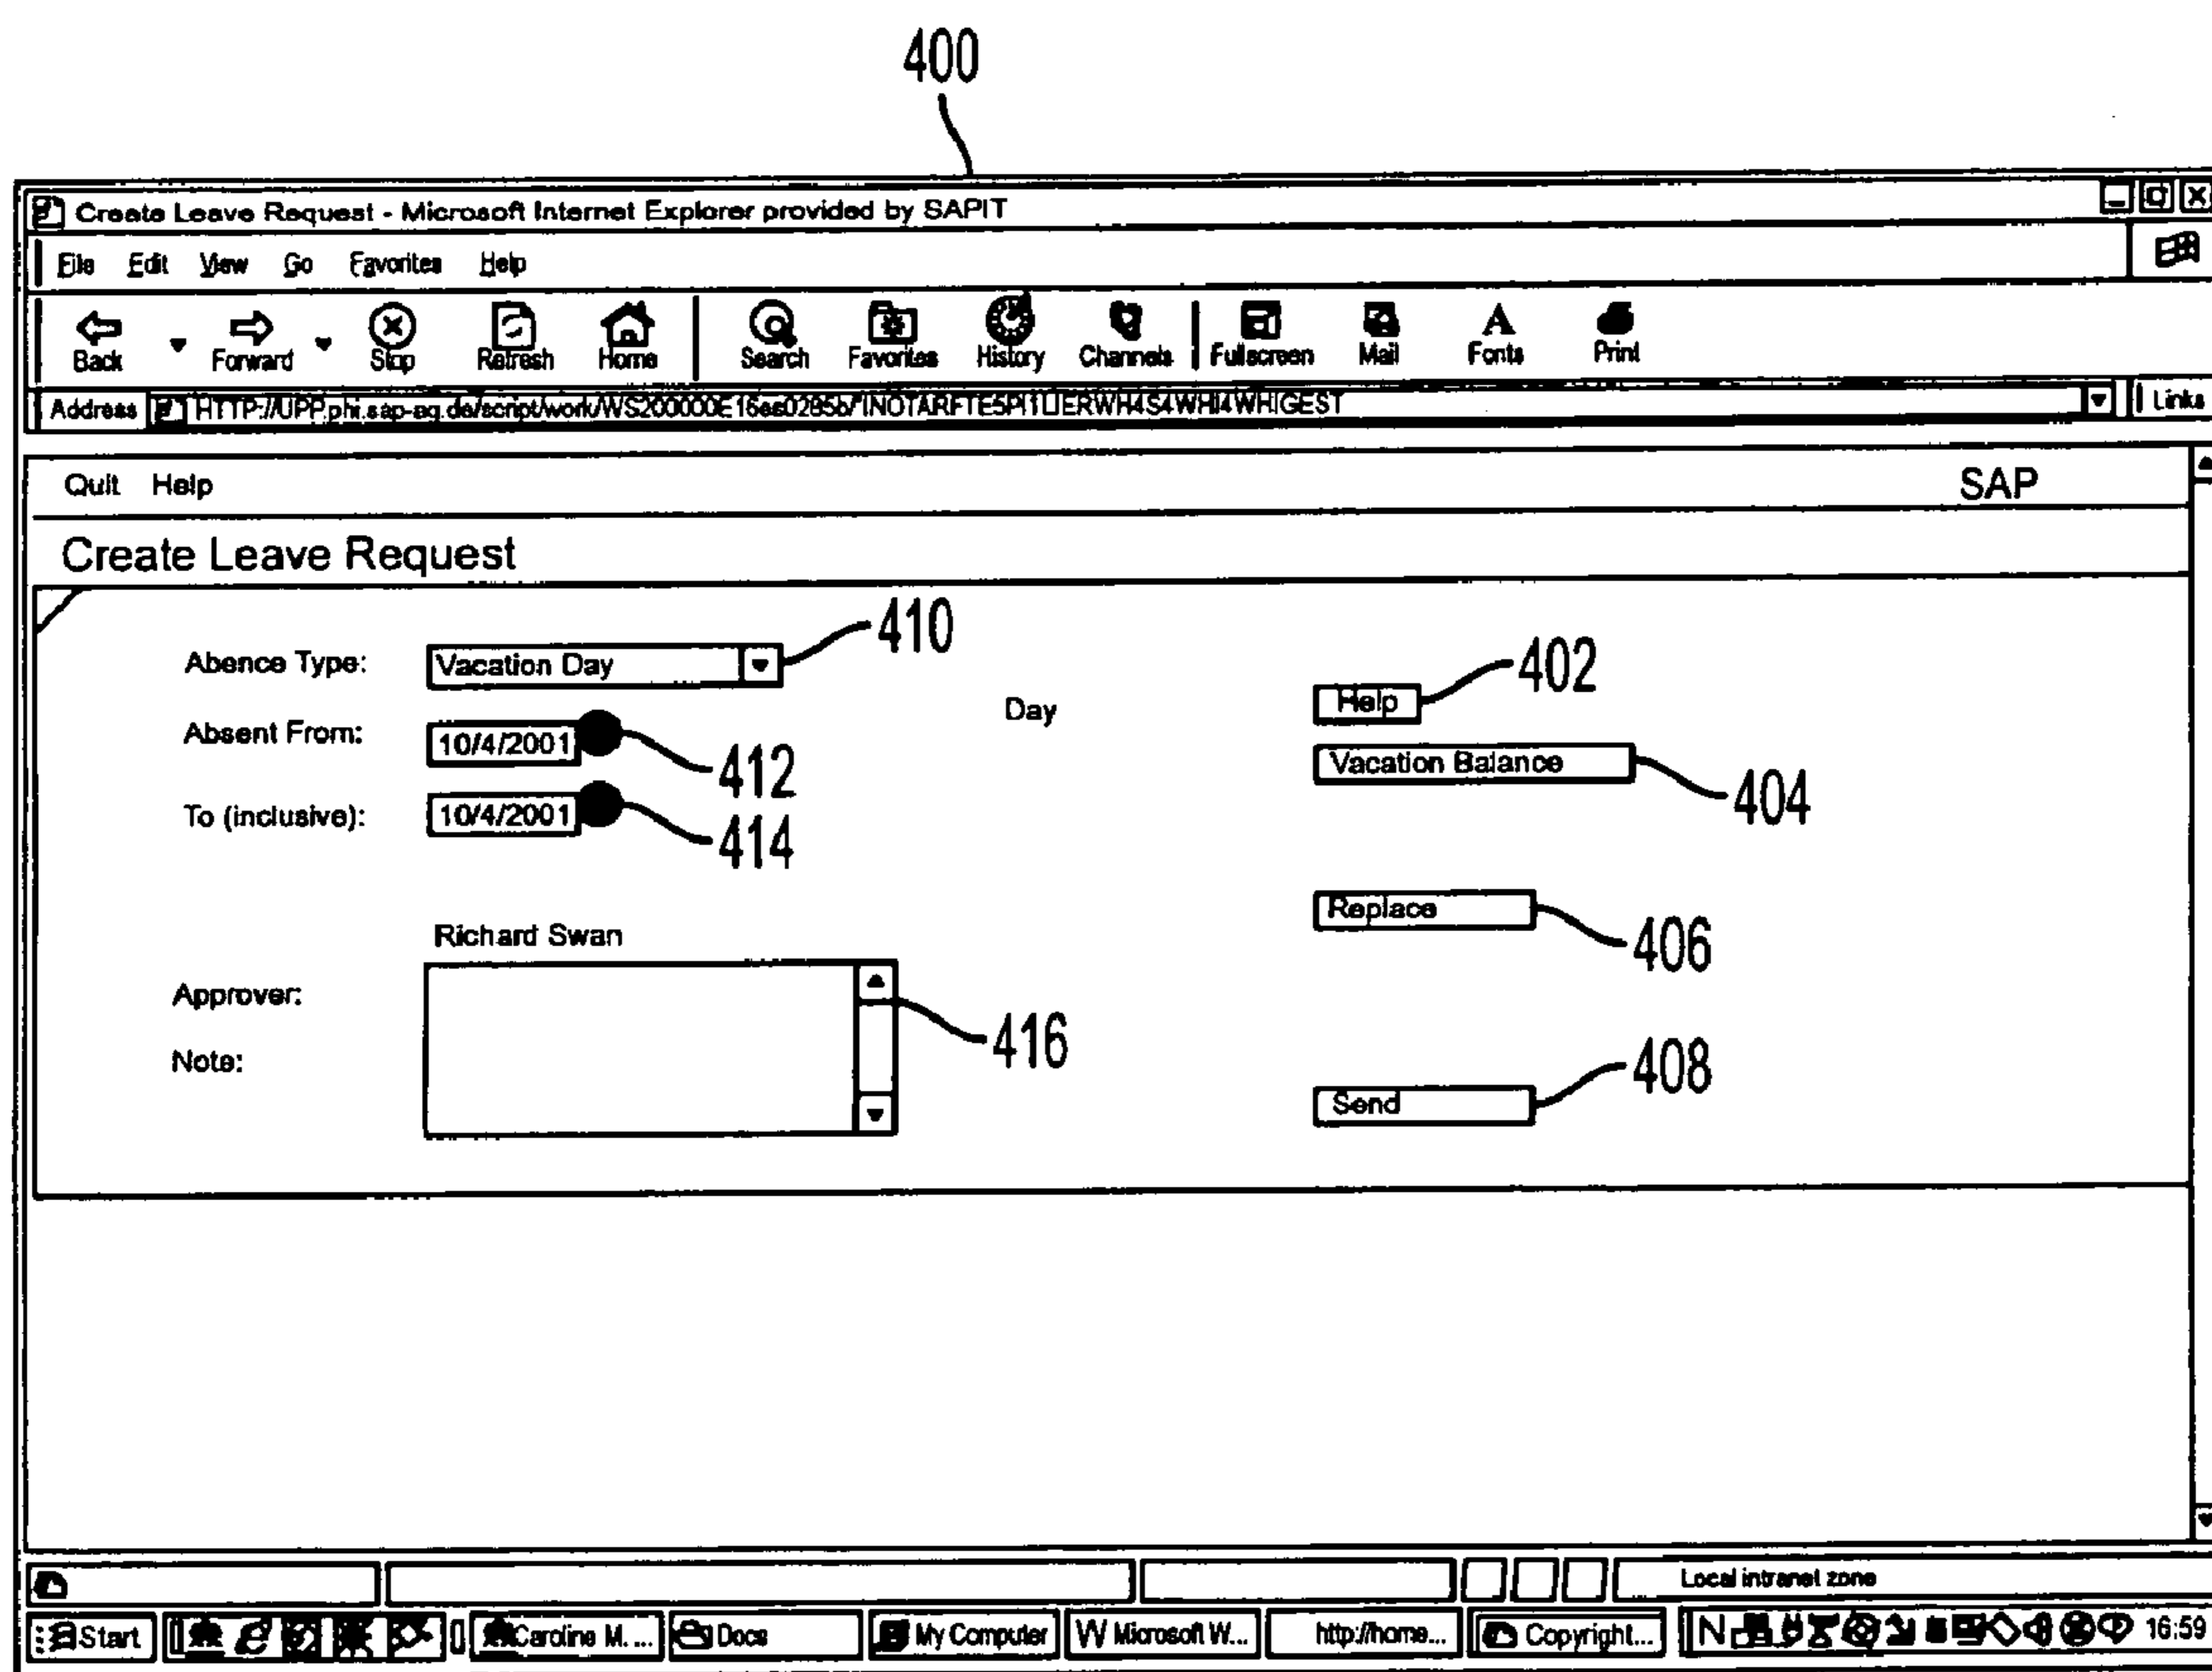 400
Create Leave Request - Microsoft Internet Explorer provided by SAPIT
File Edit View Go Favorites Help
Back Forward Stop Refresh Home Search Favorites History Channels Fullscreen Mail Fonts Print
Address Links
Quit Help SAP
Create Leave Request
Abence Type: Vacation Day 410
Help 402
Day
Absent From: 10/4/2001 412
Vacation Balance 404
To (inclusive): 10/4/2001 414
Replace 406
Richard Swan
Approver:
416
Note:
Send 408
Local intranet zone
Start Caroline M. ... Docs My Computer W Microsoft W... http://home... Copyright... N 16:59